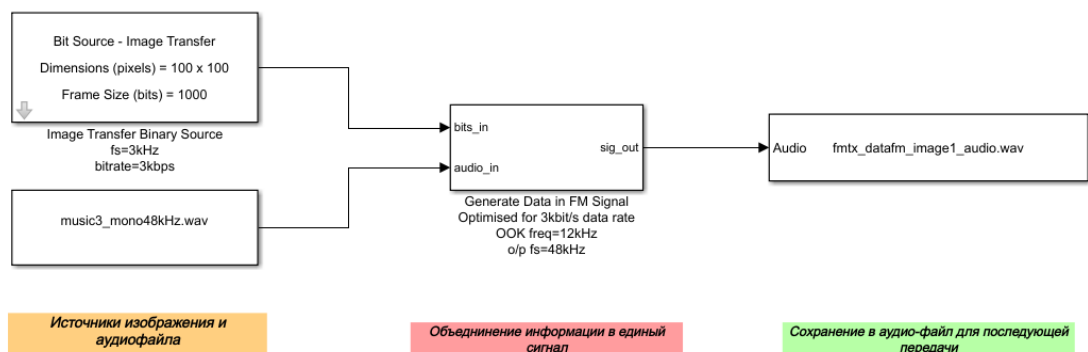 Bit Source - Image Transfer
Dimensions (pixels) = 100 x 100
Frame Size (bits) = 1000
Image Transfer Binary Source
fs=3kHz
bitrate=3kbps
music3_mono48kHz.wav
bits_in
audio_in
sig_out
Generate Data in FM Signal
Optimised for 3kbit/s data rate
OOK freq=12kHz
o/p fs=48kHz
Audio fmtx_datafm_image1_audio.wav
Источники изображения и
аудиофайла
Объеднинение информации в единый
сигнал
Сохранение в аудио-файл для последующей
передачи